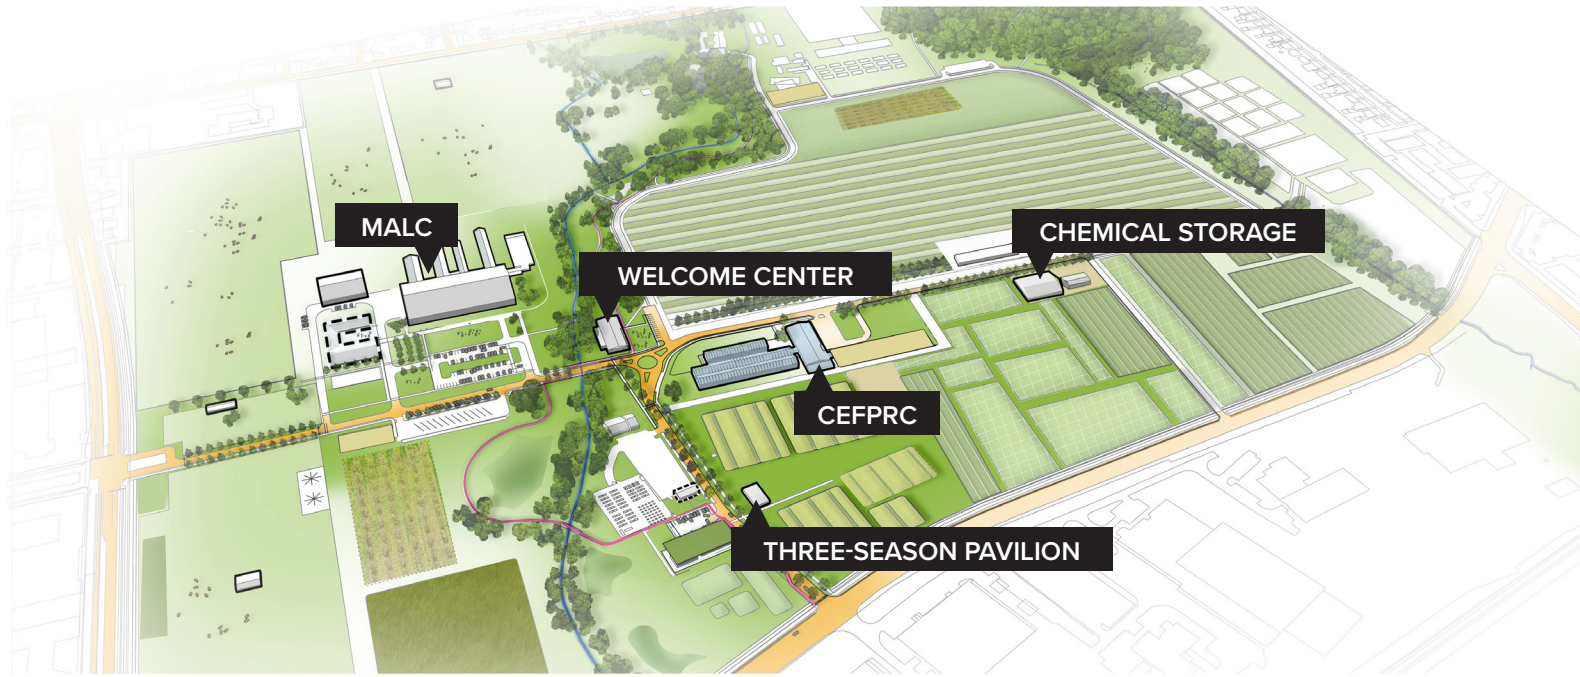 MALC
CHEMICAL STORAGE
WELCOME CENTER
CEFPRC
THREE-SEASON PAVILION